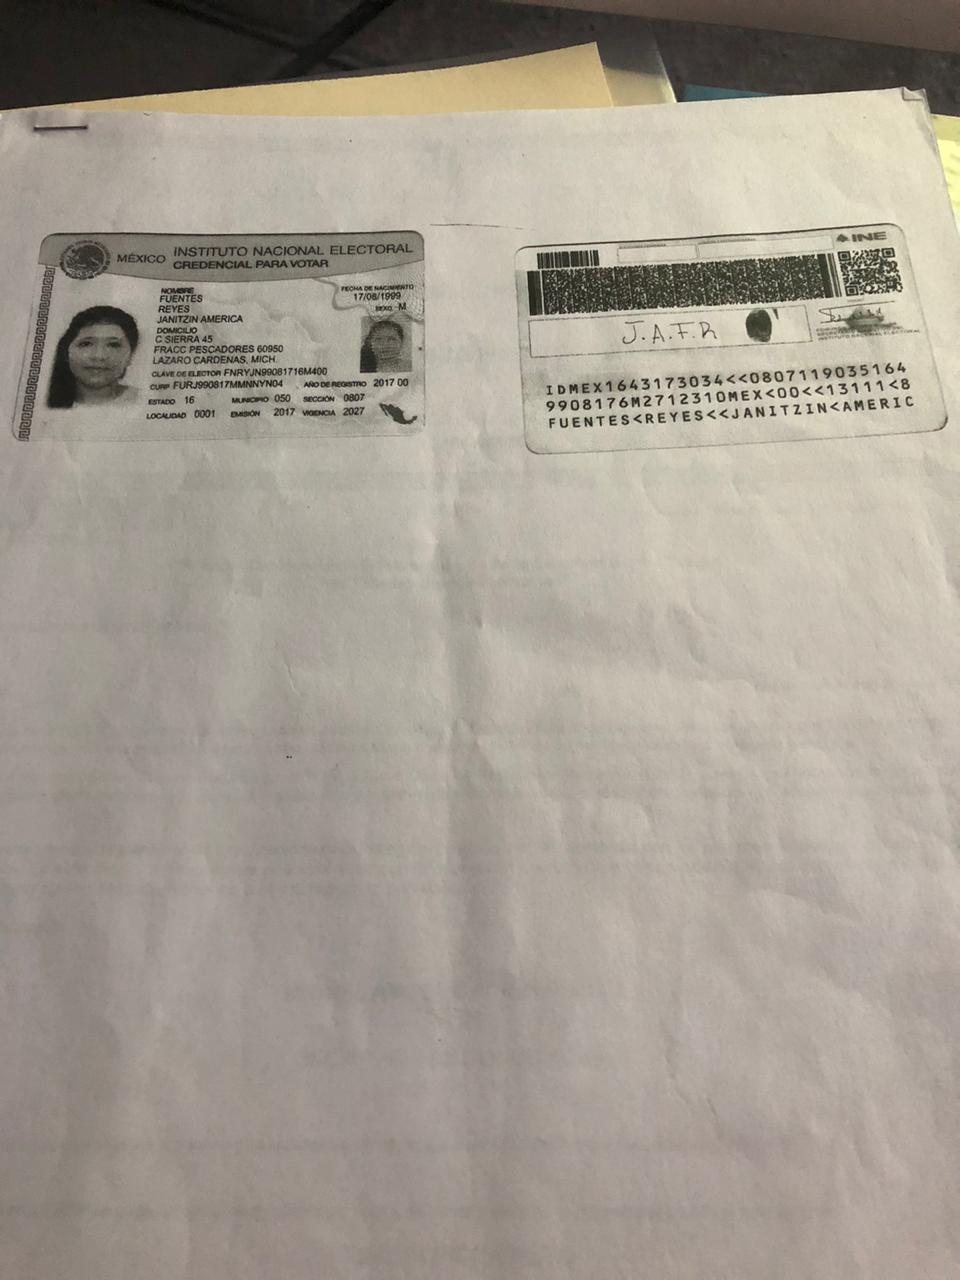 MÉXICO INSTITUTO NACIONAL ELECTORAL
CREDENCIAL PARA VOTAR
NOMBRE
FUENTES
REYES
JANITZIN AMERICA
FECHA DE NACIMIENTO
17/08/1999
SEXO M
DOMICILIO
C SIERRA 45
FRACC PESCADORES 60950
LAZARO CARDENAS, MICH.
CLAVE DE ELECTOR FNRYJN99081716M400
CURP FURJ990817MMNNYN04 AÑO DE REGISTRO 2017 00
ESTADO 16 MUNICIPIO 050 SECCIÓN 0807
LOCALIDAD 0001 EMISIÓN 2017 VIGENCIA 2027
INE
J.A.F.R
INSTITUTO NACIONAL ELECTORAL
IDMEX1643173034<<0807119035164
9908176M2712310MEX<00<<13111<8
FUENTES<REYES<<JANITZIN<AMERIC